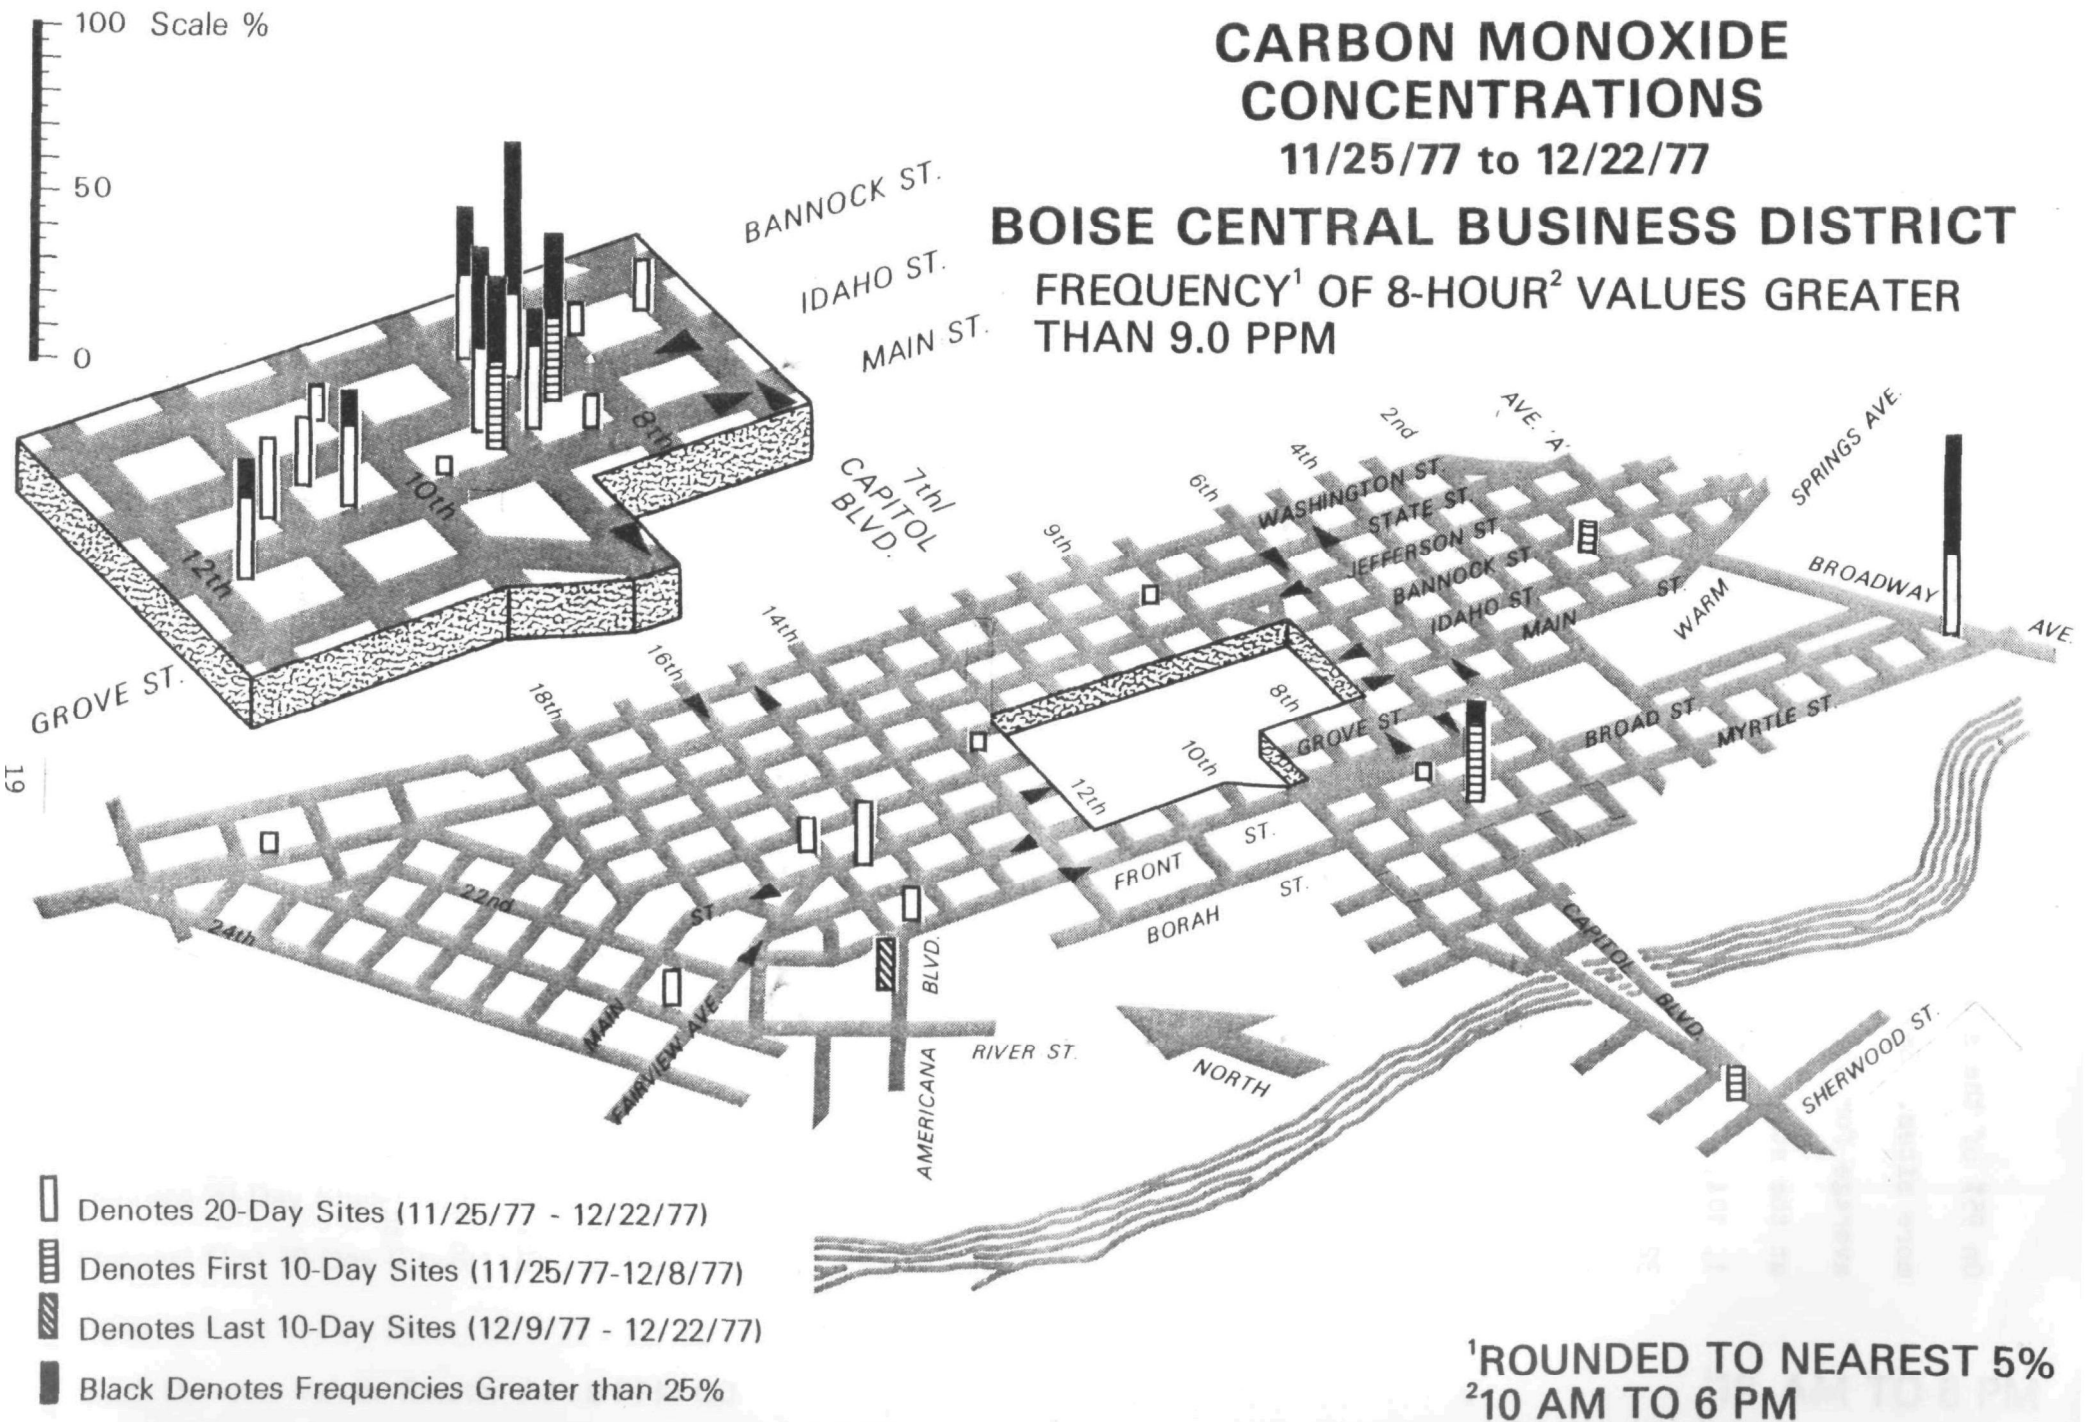 100 Scale %
50
0
CARBON MONOXIDE
CONCENTRATIONS
11/25/77 to 12/22/77
BOISE CENTRAL BUSINESS DISTRICT
FREQUENCY¹ OF 8-HOUR² VALUES GREATER
THAN 9.0 PPM
BANNOCK ST.
IDAHO ST.
MAIN ST.
8th
10th
12th
GROVE ST.
7th/
CAPITOL
BLVD.
2nd
AVE. 'A'
4th
6th
9th
14th
16th
18th
WASHINGTON ST.
STATE ST.
JEFFERSON ST.
BANNOCK ST
IDAHO ST.
MAIN ST.
WARM SPRINGS AVE.
BROADWAY AVE.
8th
GROVE ST.
10th
12th
BROAD ST.
MYRTLE ST.
FRONT ST.
BORAH ST.
22nd
24th
ST
MAIN
FAIRVIEW AVE.
AMERICANA BLVD.
RIVER ST.
NORTH
CAPITOL BLVD.
SHERWOOD ST.
19
Denotes 20-Day Sites (11/25/77 - 12/22/77)
Denotes First 10-Day Sites (11/25/77-12/8/77)
Denotes Last 10-Day Sites (12/9/77 - 12/22/77)
Black Denotes Frequencies Greater than 25%
¹ROUNDED TO NEAREST 5%
²10 AM TO 6 PM